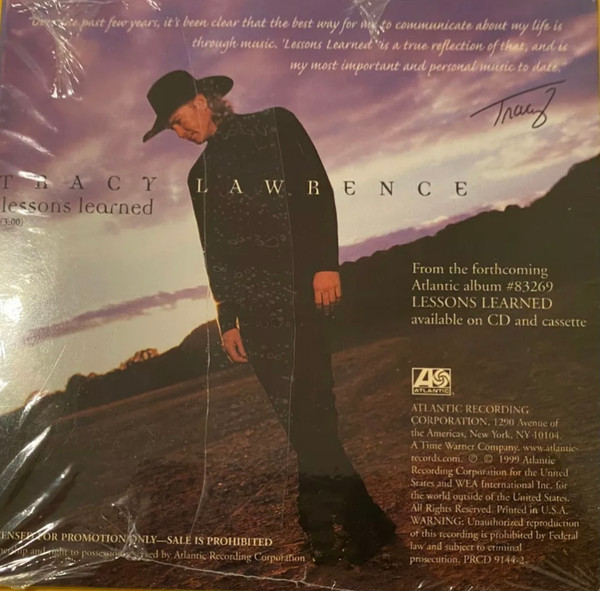 past few years, it's been clear that the best way for me to communicate about my life is
through music. 'Lessons Learned' is a true reflection of that, and is
my most important and personal music to date."
Tracy
TRACY LAWRENCE
lessons learned
(3:00)
From the forthcoming
Atlantic album #83269
LESSONS LEARNED
available on CD and cassette
ATLANTIC
ATLANTIC RECORDING
CORPORATION, 1290 Avenue of
the Americas, New York, NY 10104.
A Time Warner Company. www.atlantic-
records.com. ℗ © 1999 Atlantic
Recording Corporation for the United
States and WEA International Inc. for
the world outside of the United States.
All Rights Reserved. Printed in U.S.A.
WARNING: Unauthorized reproduction
of this recording is prohibited by Federal
law and subject to criminal
prosecution. PRCD 9144-2
ENSED FOR PROMOTION ONLY—SALE IS PROHIBITED
and right to possession by Atlantic Recording Corporation